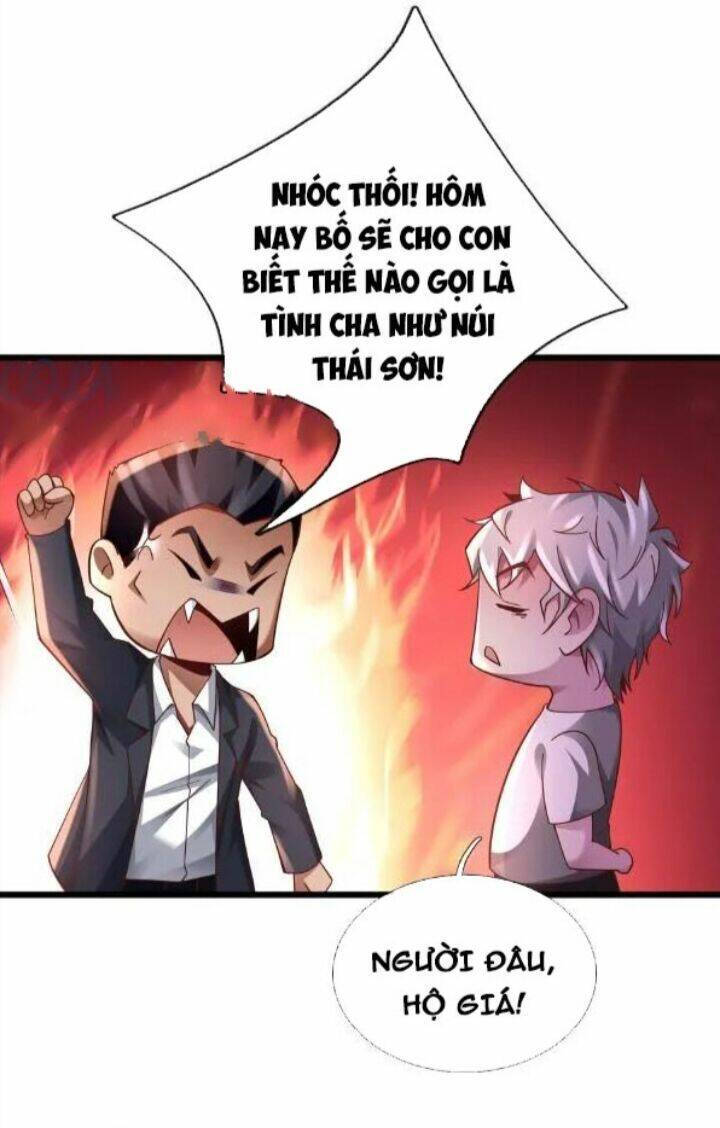 NHÓC THỐI! HÔM
NAY BỐ SẼ CHO CON
BIẾT THẾ NÀO GỌI LÀ
TÌNH CHA NHƯ NÚI
THÁI SƠN!
NGƯỜI ĐÂU,
HỘ GIÁ!